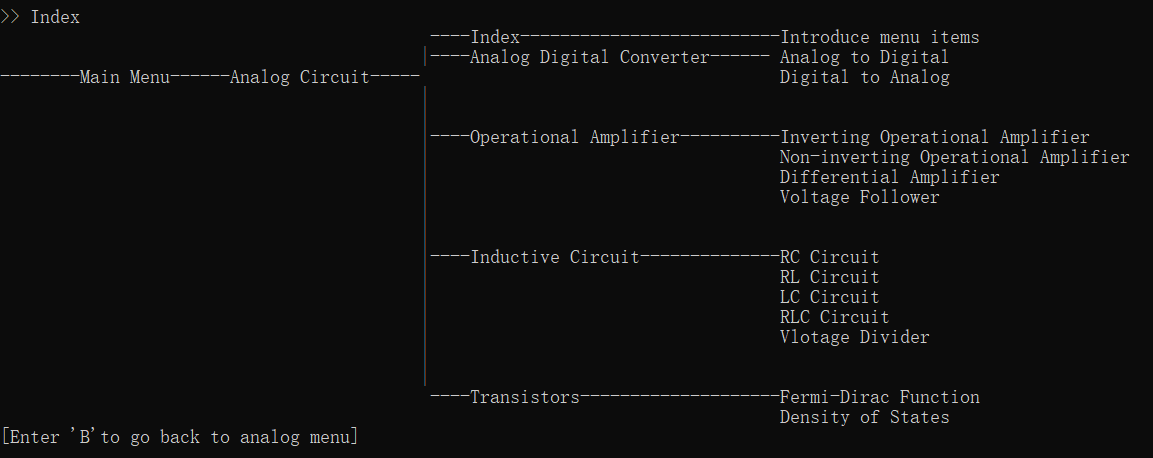 >> Index
----Index--------------------------Introduce menu items
----Analog Digital Converter------ Analog to Digital
--------Main Menu------Analog Circuit-----
Digital to Analog
----Operational Amplifier----------Inverting Operational Amplifier
Non-inverting Operational Amplifier
Differential Amplifier
Voltage Follower
----Inductive Circuit--------------RC Circuit
RL Circuit
LC Circuit
RLC Circuit
Vlotage Divider
----Transistors--------------------Fermi-Dirac Function
Density of States
[Enter 'B'to go back to analog menu]